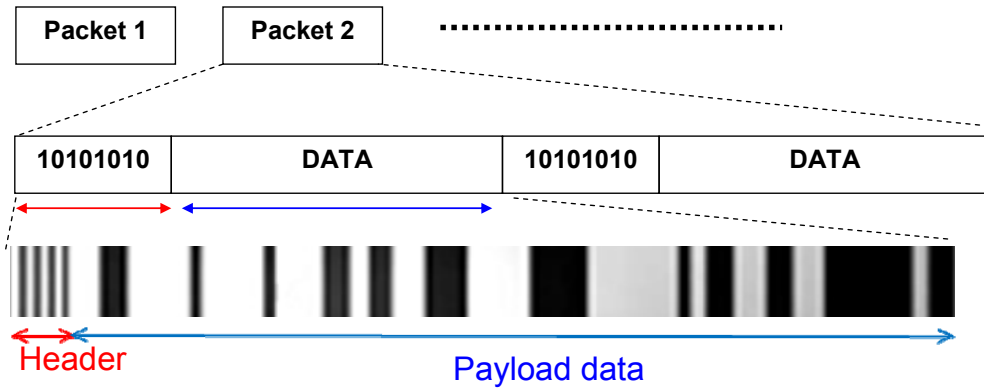 Packet 1 Packet 2
10101010 DATA 10101010 DATA
Header
Payload data